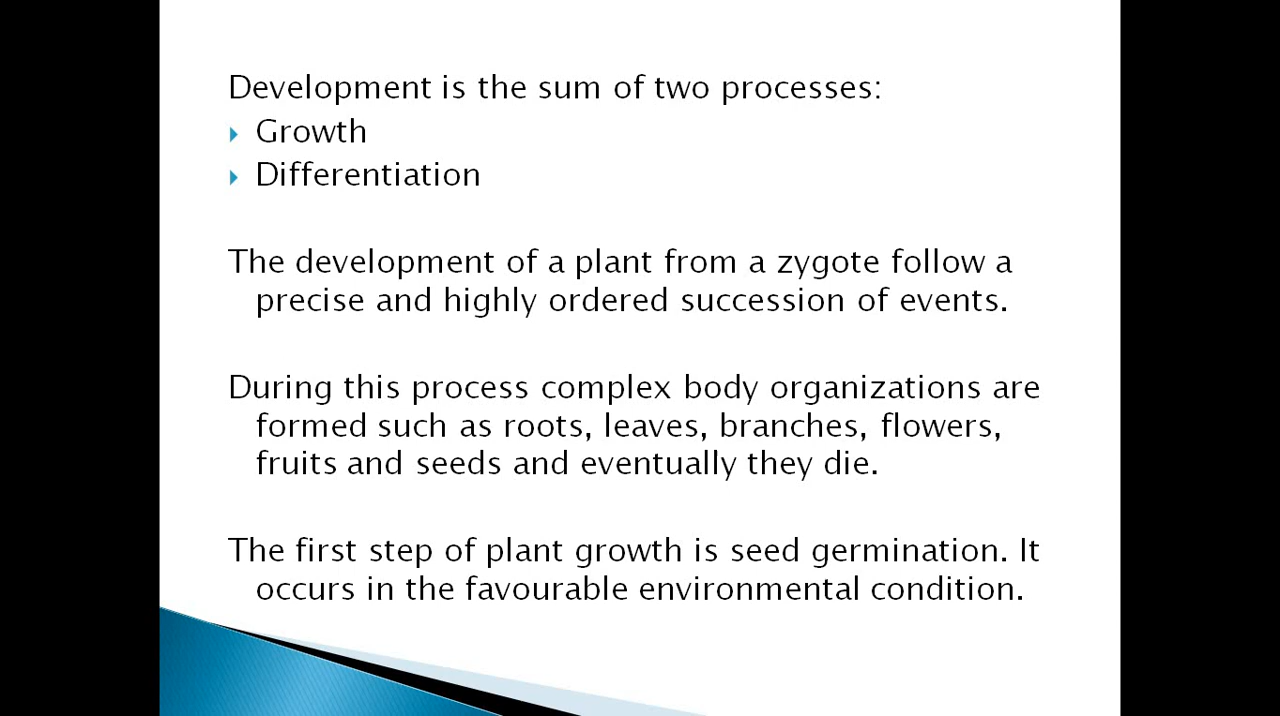 Development is the sum of two processes:
Growth
Differentiation
The development of a plant from a zygote follow a
precise and highly ordered succession of events.
During this process complex body organizations are
formed such as roots, leaves, branches, flowers,
fruits and seeds and eventually they die.
The first step of plant growth is seed germination. It
occurs in the favourable environmental condition.